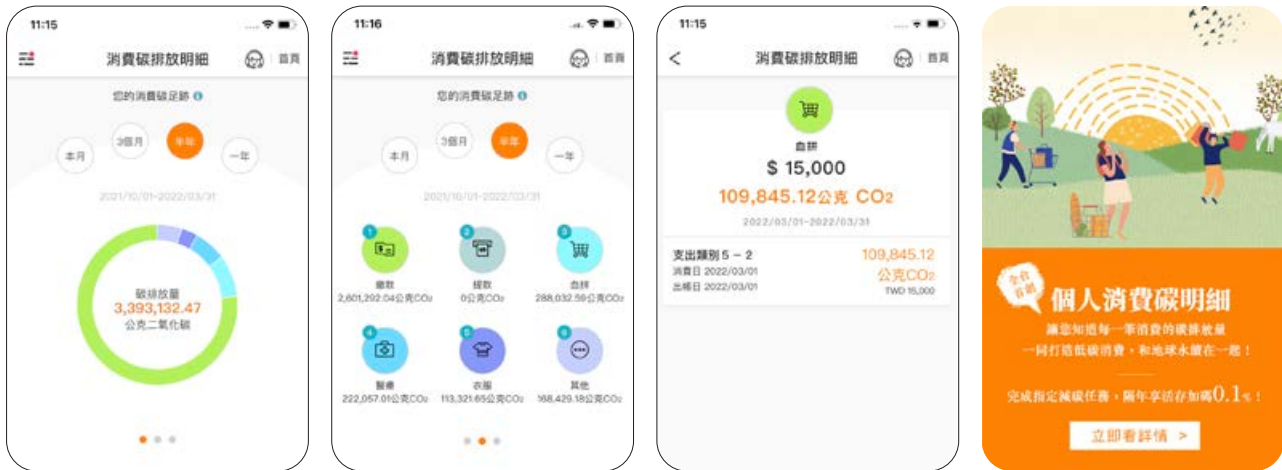 11:15
消費碳排放明細
首頁
您的消費碳足跡
本月
3個月
半年
一年
2021/10/01-2022/03/31
碳排放量
3,393,132.47
公克二氧化碳
11:16
消費碳排放明細
首頁
您的消費碳足跡
本月
3個月
半年
一年
2021/10/01-2022/03/31
1
2
3
繳款
提款
血拼
2,601,292.04公克CO2
0公克CO2
288,032.59公克CO2
4
5
6
醫療
衣服
其他
222,057.01公克CO2
113,321.65公克CO2
168,429.18公克CO2
11:15
<
消費碳排放明細
首頁
血拼
$ 15,000
109,845.12公克 CO2
2022/03/01-2022/03/31
支出類別 5 – 2
109,845.12
公克CO2
消費日 2022/03/01
出帳日 2022/03/01
TWD 15,000
全台
首創
個人消費碳明細
讓您知道每一筆消費的碳排放量
一同打造低碳消費，和地球永續在一起！
完成指定減碳任務，隔年享活存加碼0.1%！
立即看詳情 >